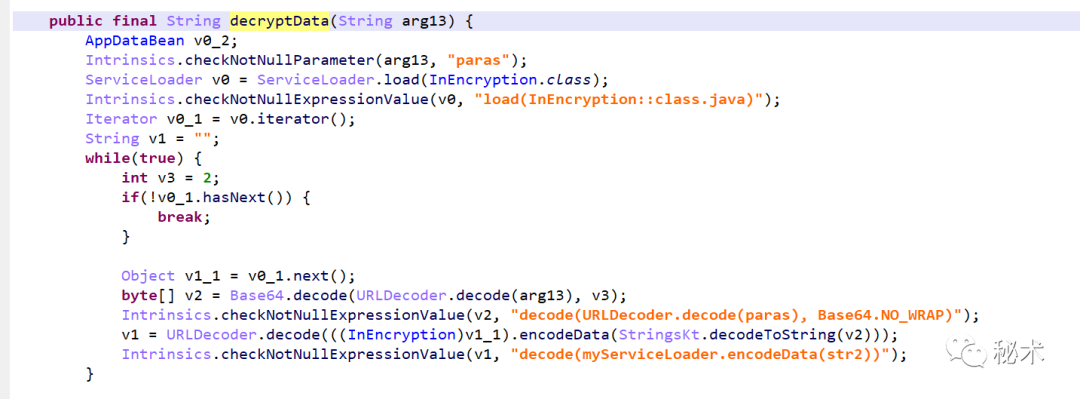 public final String decryptData(String arg13) {
AppDataBean v0_2;
Intrinsics.checkNotNullParameter(arg13, "paras");
ServiceLoader v0 = ServiceLoader.load(InEncryption.class);
Intrinsics.checkNotNullExpressionValue(v0, "load(InEncryption::class.java)");
Iterator v0_1 = v0.iterator();
String v1 = "";
while(true) {
int v3 = 2;
if(!v0_1.hasNext()) {
break;
}
Object v1_1 = v0_1.next();
byte[] v2 = Base64.decode(URLDecoder.decode(arg13), v3);
Intrinsics.checkNotNullExpressionValue(v2, "decode(URLDecoder.decode(paras), Base64.NO_WRAP)");
v1 = URLDecoder.decode(((InEncryption)v1_1).encodeData(StringsKt.decodeToString(v2)));
Intrinsics.checkNotNullExpressionValue(v1, "decode(myServiceLoader.encodeData(str2))");
}
秘术